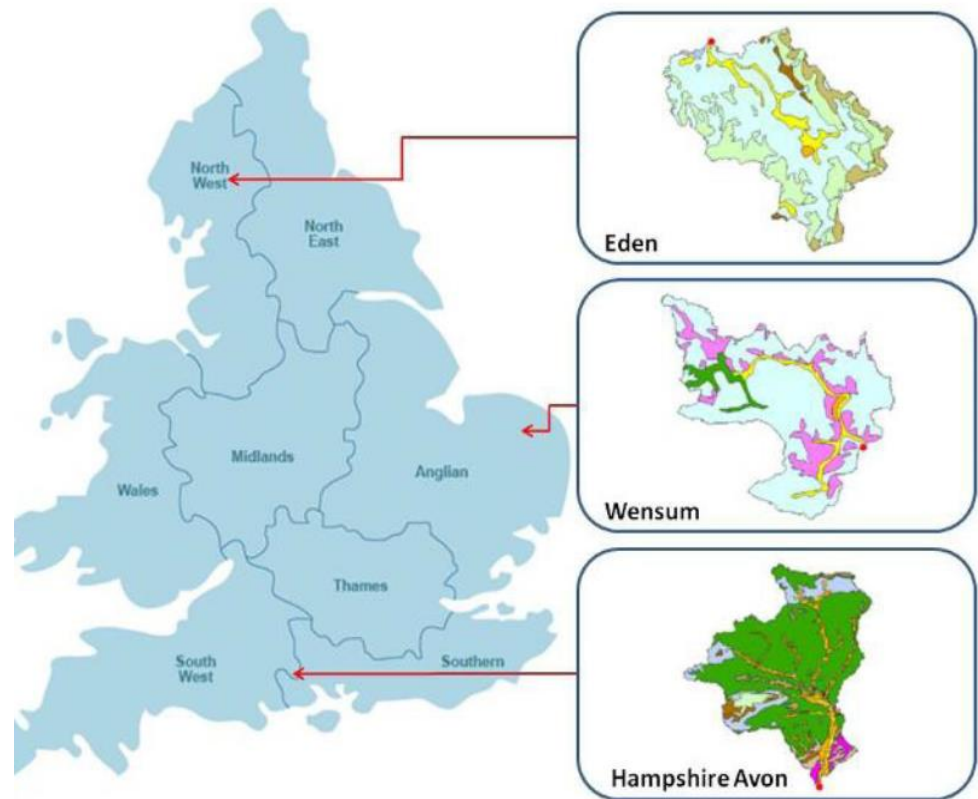 North
West
North
East
Midlands
Wales
Anglian
Thames
South
West
Southern
Eden
Wensum
Hampshire Avon